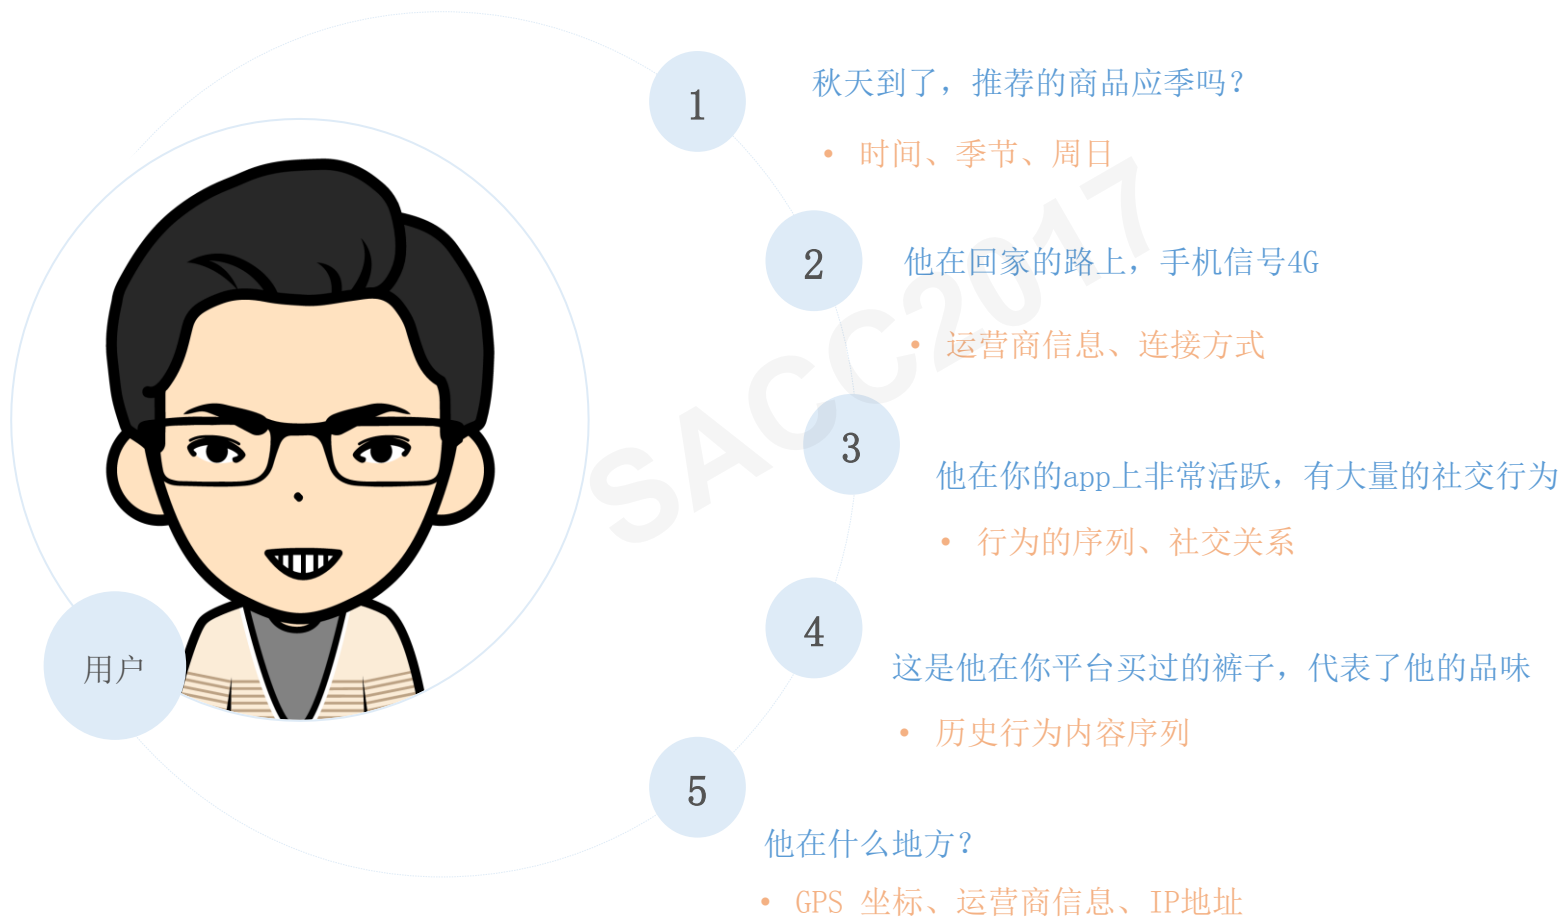 1
秋天到了，推荐的商品应季吗？
• 时间、季节、周日
2
他在回家的路上，手机信号4G
• 运营商信息、连接方式
3
他在你的app上非常活跃，有大量的社交行为
• 行为的序列、社交关系
4
这是他在你平台买过的裤子，代表了他的品味
• 历史行为内容序列
5
他在什么地方？
• GPS 坐标、运营商信息、IP地址
用户
SACC2017